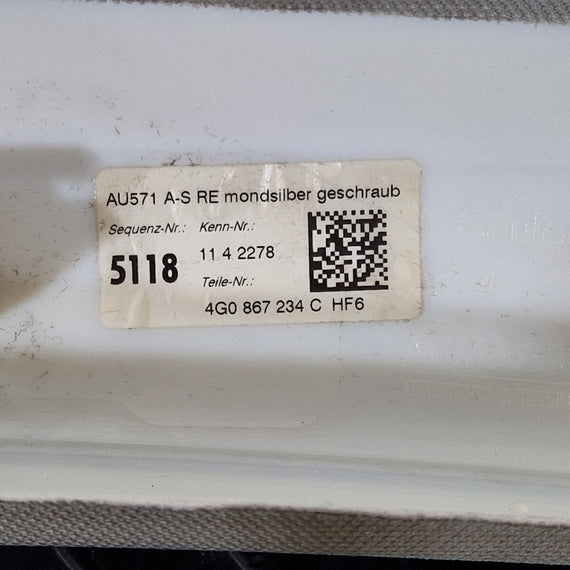 AU571 A-S RE mondsilber geschraub
Sequenz-Nr.: Kenn-Nr.:
5118 11 4 2278
Teile-Nr.:
4G0 867 234 C HF6